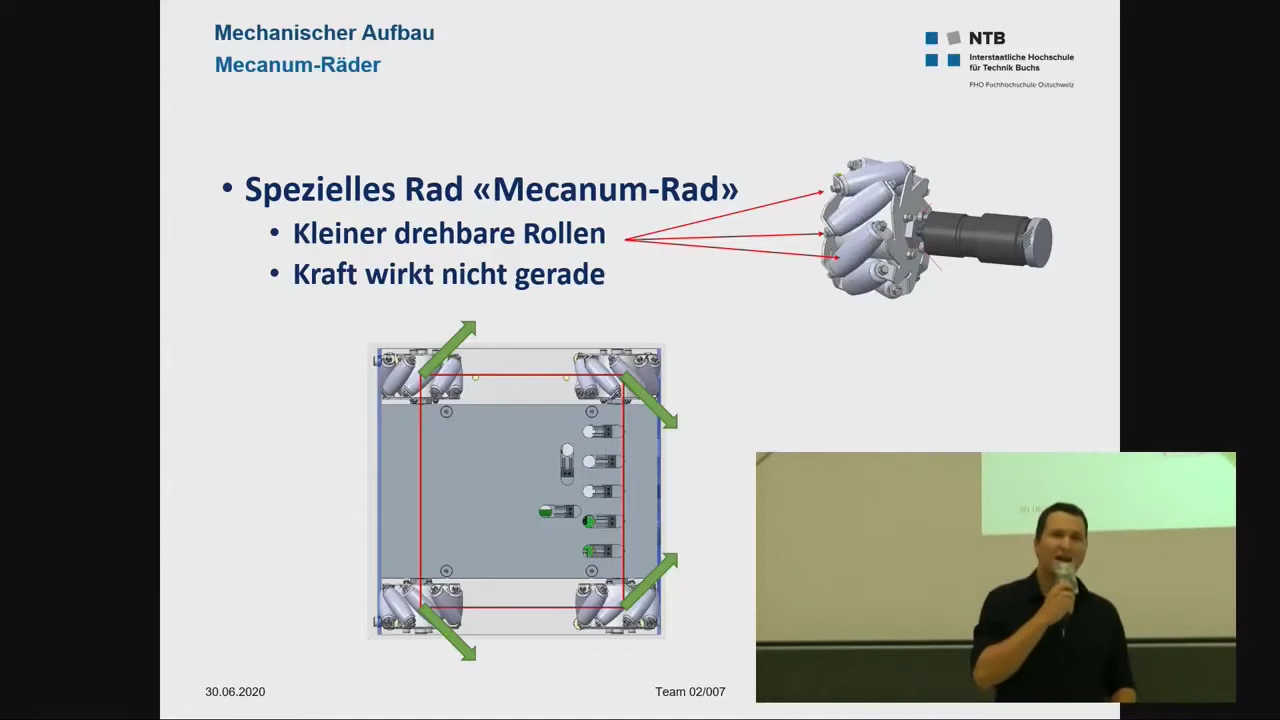 Mechanischer Aufbau
Mecanum-Räder
NTB
Interstaatliche Hochschule
für Technik Buchs
FHO Fachhochschule Ostschweiz
• Spezielles Rad «Mecanum-Rad»
• Kleiner drehbare Rollen
• Kraft wirkt nicht gerade
30.06.2020
Team 02/007